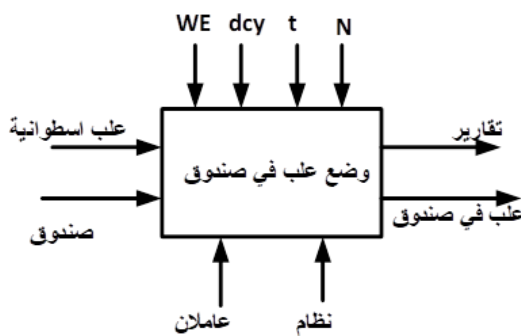 WE dcy t N
علب اسطوانية
تقارير
وضع علب في صندوق
علب في صندوق
صندوق
عاملان
نظام